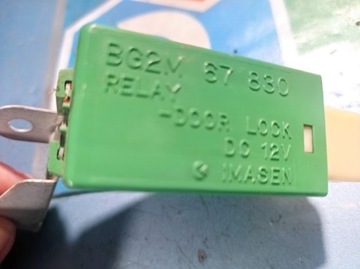 BG2M 67 830
RELAY
-DOOR LOCK
DC 12V
IMASEN